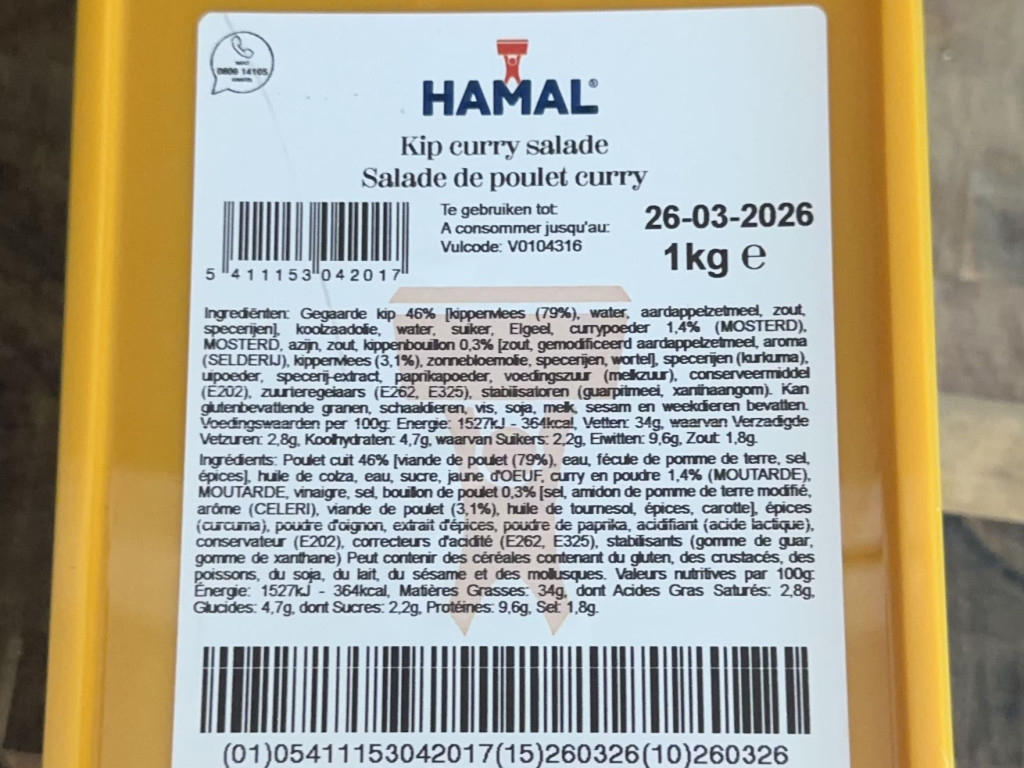 0800 14105
HAMAL®
Kip curry salade
Salade de poulet curry
Te gebruiken tot:
A consommer jusqu'au:
Vulcode: V0104316
26-03-2026
1kg e
5 411153 042017
Ingrediënten: Gegaarde kip 46% [kippenvlees (79%), water, aardappelzetmeel, zout,
specerijen], koolzaadolie, water, suiker, Eigeel, currypoeder 1,4% (MOSTERD),
MOSTERD, azijn, zout, kippenbouillon 0,3% [zout, gemodificeerd aardappelzetmeel, aroma
(SELDERIJ), kippenvlees (3,1%), zonnebloemolie, specerijen, wortel], specerijen (kurkuma),
uipoeder, specerij-extract, paprikapoeder, voedingszuur (melkzuur), conserveermiddel
(E202), zuurteregelaars (E262, E325), stabilisatoren (guarpitmeel, xanthaangom). Kan
glutenbevattende granen, schaaldieren, vis, soja, melk, sesam en weekdieren bevatten.
Voedingswaarden per 100g: Energie: 1527kJ - 364kcal, Vetten: 34g, waarvan Verzadigde
Vetzuren: 2,8g, Koolhydraten: 4,7g, waarvan Suikers: 2,2g, Eiwitten: 9,6g, Zout: 1,8g.
Ingrédients: Poulet cuit 46% [viande de poulet (79%), eau, fécule de pomme de terre, sel,
épices], huile de colza, eau, sucre, jaune d'OEUF, curry en poudre 1,4% (MOUTARDE),
MOUTARDE, vinaigre, sel, bouillon de poulet 0,3% [sel, amidon de pomme de terre modifié,
arôme (CELERI), viande de poulet (3,1%), huile de tournesol, épices, carotte], épices
(curcuma), poudre d'oignon, extrait d'épices, poudre de paprika, acidifiant (acide lactique),
conservateur (E202), correcteurs d'acidité (E262, E325), stabilisants (gomme de guar,
gomme de xanthane) Peut contenir des céréales contenant du gluten, des crustacés, des
poissons, du soja, du lait, du sésame et des mollusques. Valeurs nutritives par 100g:
Énergie: 1527kJ - 364kcal, Matières Grasses: 34g, dont Acides Gras Saturés: 2,8g,
Glucides: 4,7g, dont Sucres: 2,2g, Protéines: 9,6g, Sel: 1,8g.
(01)05411153042017(15)260326(10)260326